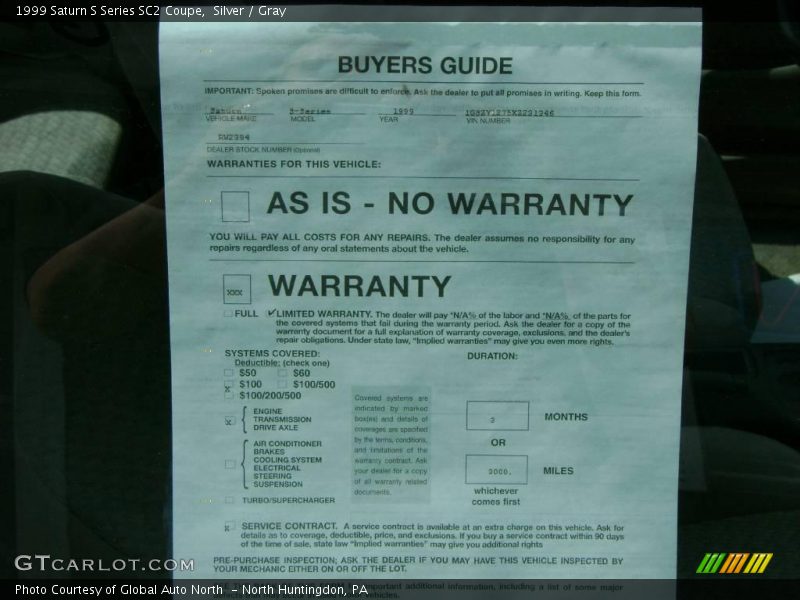 1999 Saturn S Series SC2 Coupe, Silver / Gray
BUYERS GUIDE
IMPORTANT: Spoken promises are difficult to enforce. Ask the dealer to put all promises in writing. Keep this form.
Saturn S-Series 1999
VEHICLE MAKE MODEL YEAR VIN NUMBER
DEALER STOCK NUMBER (Optional)
WARRANTIES FOR THIS VEHICLE:
AS IS - NO WARRANTY
YOU WILL PAY ALL COSTS FOR ANY REPAIRS. The dealer assumes no responsibility for any
repairs regardless of any oral statements about the vehicle.
XXX WARRANTY
FULL ✓ LIMITED WARRANTY. The dealer will pay *N/A% of the labor and *N/A% of the parts for
the covered systems that fail during the warranty period. Ask the dealer for a copy of the
warranty document for a full explanation of warranty coverage, exclusions, and the dealer's
repair obligations. Under state law, "Implied warranties" may give you even more rights.
SYSTEMS COVERED: DURATION:
Deductible: (check one)
$50 $60
X $100 $100/500
$100/200/500
Covered systems are
indicated by marked
box(es) and details of
coverages are specified
by the terms, conditions,
and limitations of the
warranty contract. Ask
your dealer for a copy
of all warranty related
documents.
ENGINE
X TRANSMISSION
DRIVE AXLE
AIR CONDITIONER
BRAKES
COOLING SYSTEM
ELECTRICAL
STEERING
SUSPENSION
TURBO/SUPERCHARGER
3 MONTHS
OR
3000. MILES
whichever
comes first
X SERVICE CONTRACT. A service contract is available at an extra charge on this vehicle. Ask for
details as to coverage, deductible, price, and exclusions. If you buy a service contract within 90 days
of the time of sale, state law "Implied warranties" may give you additional rights
PRE-PURCHASE INSPECTION; ASK THE DEALER IF YOU MAY HAVE THIS VEHICLE INSPECTED BY
YOUR MECHANIC EITHER ON OR OFF THE LOT.
important additional information, including a list of some major
GTCARLOT.COM
Photo Courtesy of Global Auto North - North Huntingdon, PA